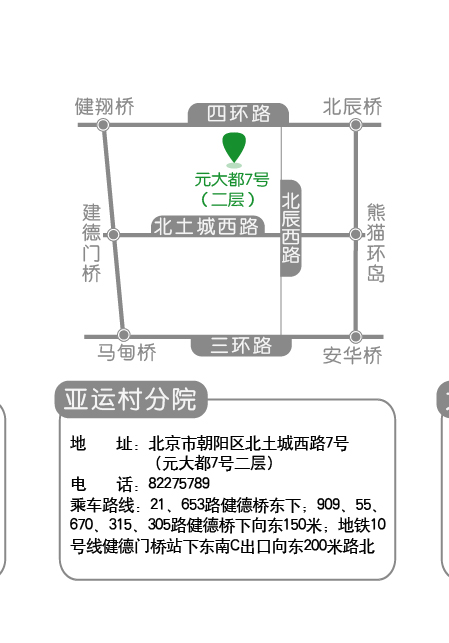 健翔桥
四环路
北辰桥
元大都7号
（二层）
建德门桥
北土城西路
北辰西路
熊猫环岛
马甸桥
三环路
安华桥
亚运村分院
地 址：北京市朝阳区北土城西路7号
（元大都7号二层）
电 话：82275789
乘车路线：21、653路健德桥东下；909、55、
670、315、305路健德桥下向东150米；地铁10
号线健德门桥站下东南C出口向东200米路北